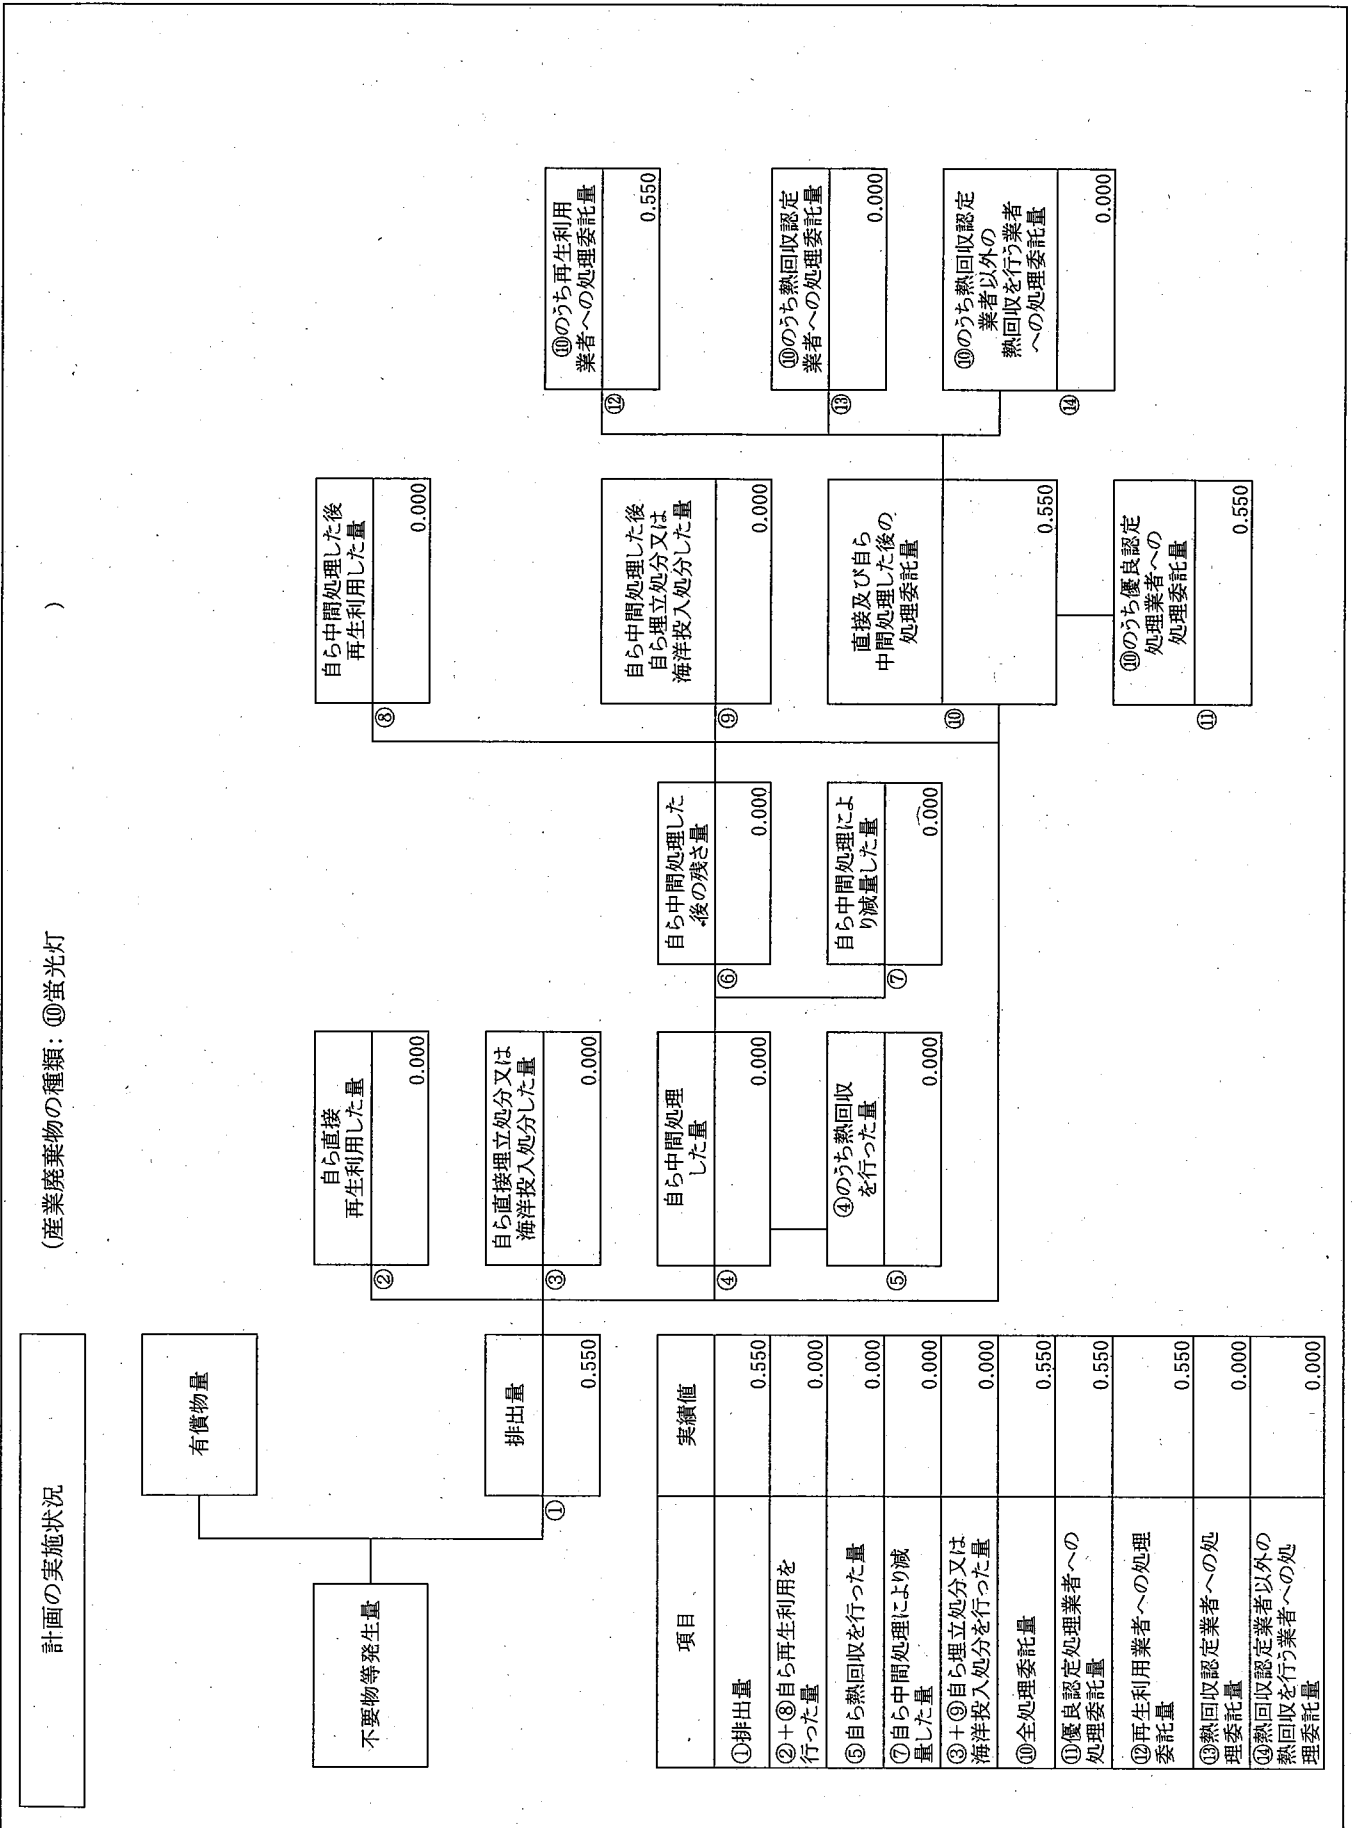 計画の実施状況
(産業廃棄物の種類：⑩蛍光灯 )
不要物等発生量
有償物量
排出量
①
0.550
自ら直接
再生利用した量
②
0.000
自ら直接埋立処分又は
海洋投入処分した量
③
0.000
自ら中間処理
した量
④
0.000
④のうち熱回収
を行った量
⑤
0.000
自ら中間処理した
後の残さ量
⑥
0.000
自ら中間処理によ
り減量した量
⑦
0.000
自ら中間処理した後
再生利用した量
⑧
0.000
自ら中間処理した後
自ら埋立処分又は
海洋投入処分した量
⑨
0.000
直接及び自ら
中間処理した後の
処理委託量
⑩
0.550
⑩のうち優良認定
処理業者への
処理委託量
⑪
0.550
⑩のうち再生利用
業者への処理委託量
⑫
0.550
⑩のうち熱回収認定
業者への処理委託量
⑬
0.000
⑩のうち熱回収認定
業者以外の
熱回収を行う業者
への処理委託量
⑭
0.000
項目 実績値
①排出量 0.550
②＋⑧自ら再生利用を
行った量 0.000
⑤自ら熱回収を行った量 0.000
⑦自ら中間処理により減
量した量 0.000
③＋⑨自ら埋立処分又は
海洋投入処分を行った量 0.000
⑩全処理委託量 0.550
⑪優良認定処理業者への
処理委託量 0.550
⑫再生利用業者への処理
委託量 0.550
⑬熱回収認定業者への処
理委託量 0.000
⑭熱回収認定業者以外の
熱回収を行う業者への処
理委託量 0.000